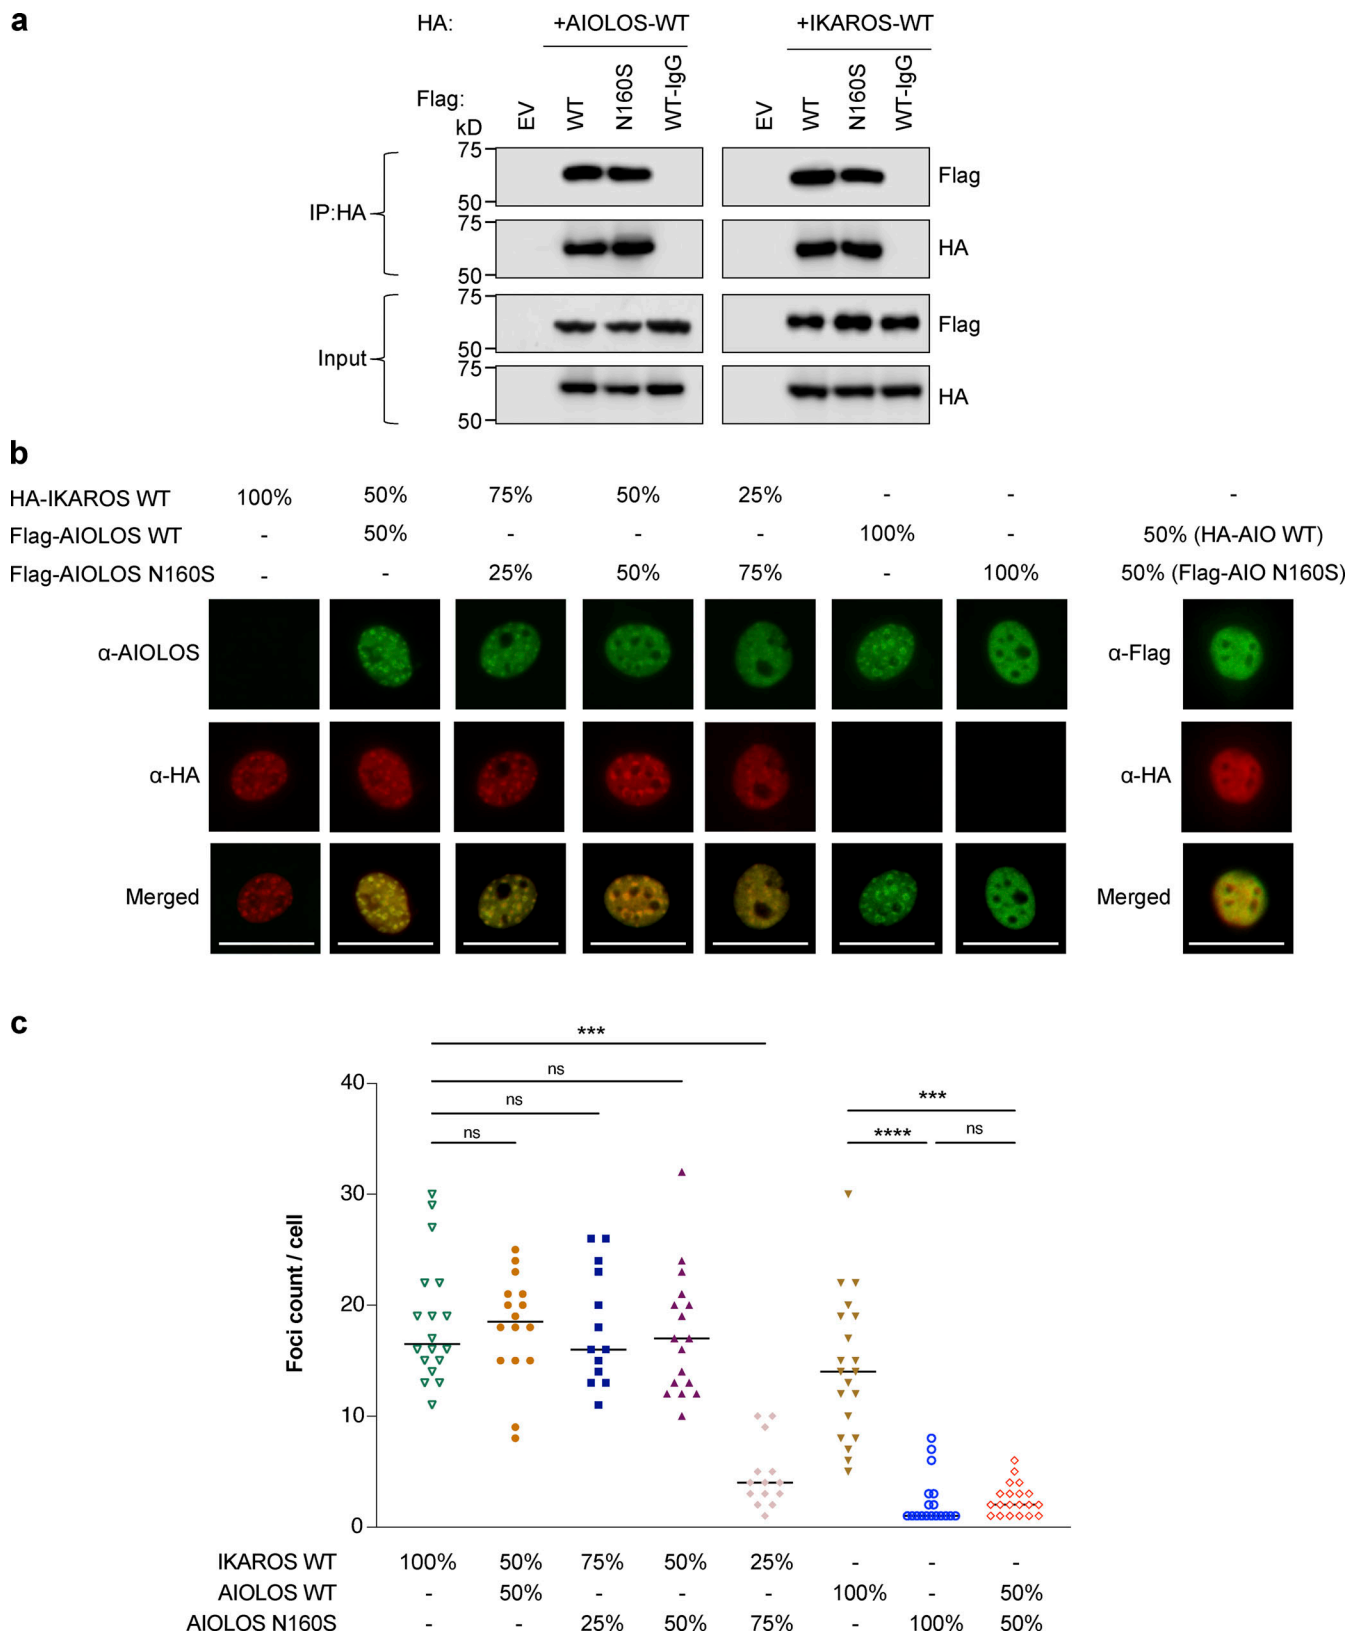 a
HA: +AIOLOS-WT +IKAROS-WT
Flag: EV WT N160S WT-IgG EV WT N160S WT-IgG
kD
75
IP:HA 50 Flag
75
50 HA
75
Input 50 Flag
75
50 HA
b
HA-IKAROS WT 100% 50% 75% 50% 25% - - -
Flag-AIOLOS WT - 50% - - - 100% - 50% (HA-AIO WT)
Flag-AIOLOS N160S - - 25% 50% 75% - 100% 50% (Flag-AIO N160S)
α-AIOLOS α-Flag
α-HA α-HA
Merged Merged
c
***
ns
ns ***
ns **** ns
40
30
20
10
0
Foci count / cell
IKAROS WT 100% 50% 75% 50% 25% - - -
AIOLOS WT - 50% - - - 100% - 50%
AIOLOS N160S - - 25% 50% 75% - 100% 50%